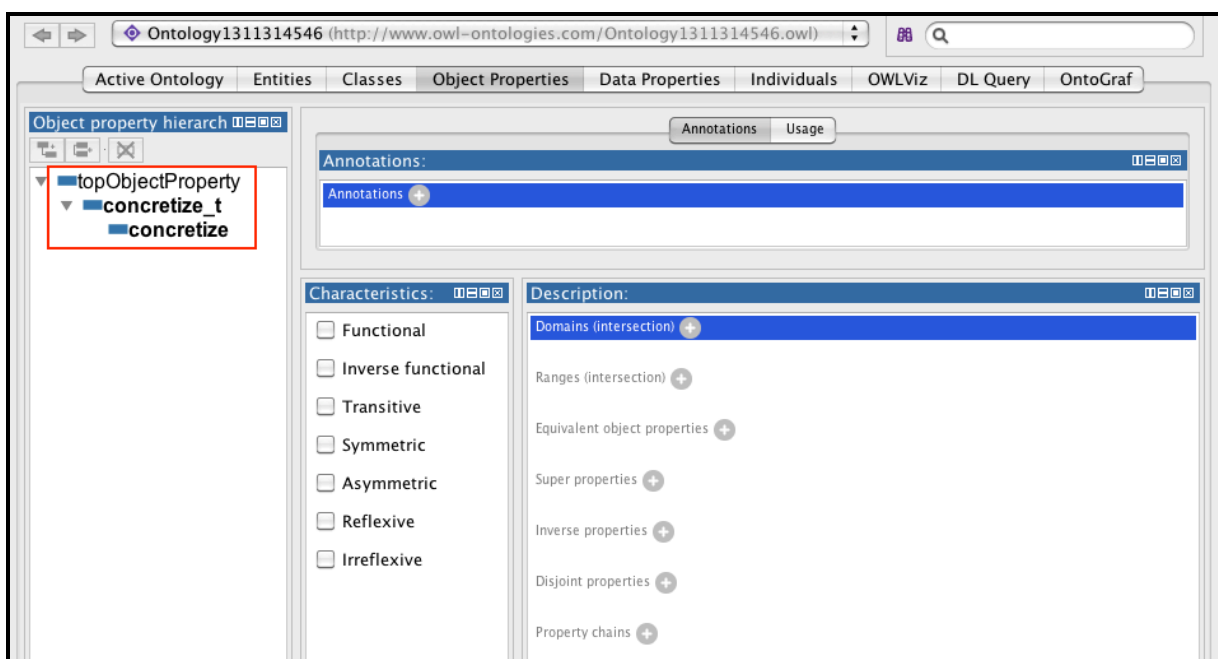 Ontology1311314546 (http://www.owl-ontologies.com/Ontology1311314546.owl)
Active Ontology Entities Classes Object Properties Data Properties Individuals OWLViz DL Query OntoGraf
Object property hierarch
topObjectProperty
concretize_t
concretize
Annotations Usage
Annotations:
Annotations
Characteristics:
Functional
Inverse functional
Transitive
Symmetric
Asymmetric
Reflexive
Irreflexive
Description:
Domains (intersection)
Ranges (intersection)
Equivalent object properties
Super properties
Inverse properties
Disjoint properties
Property chains